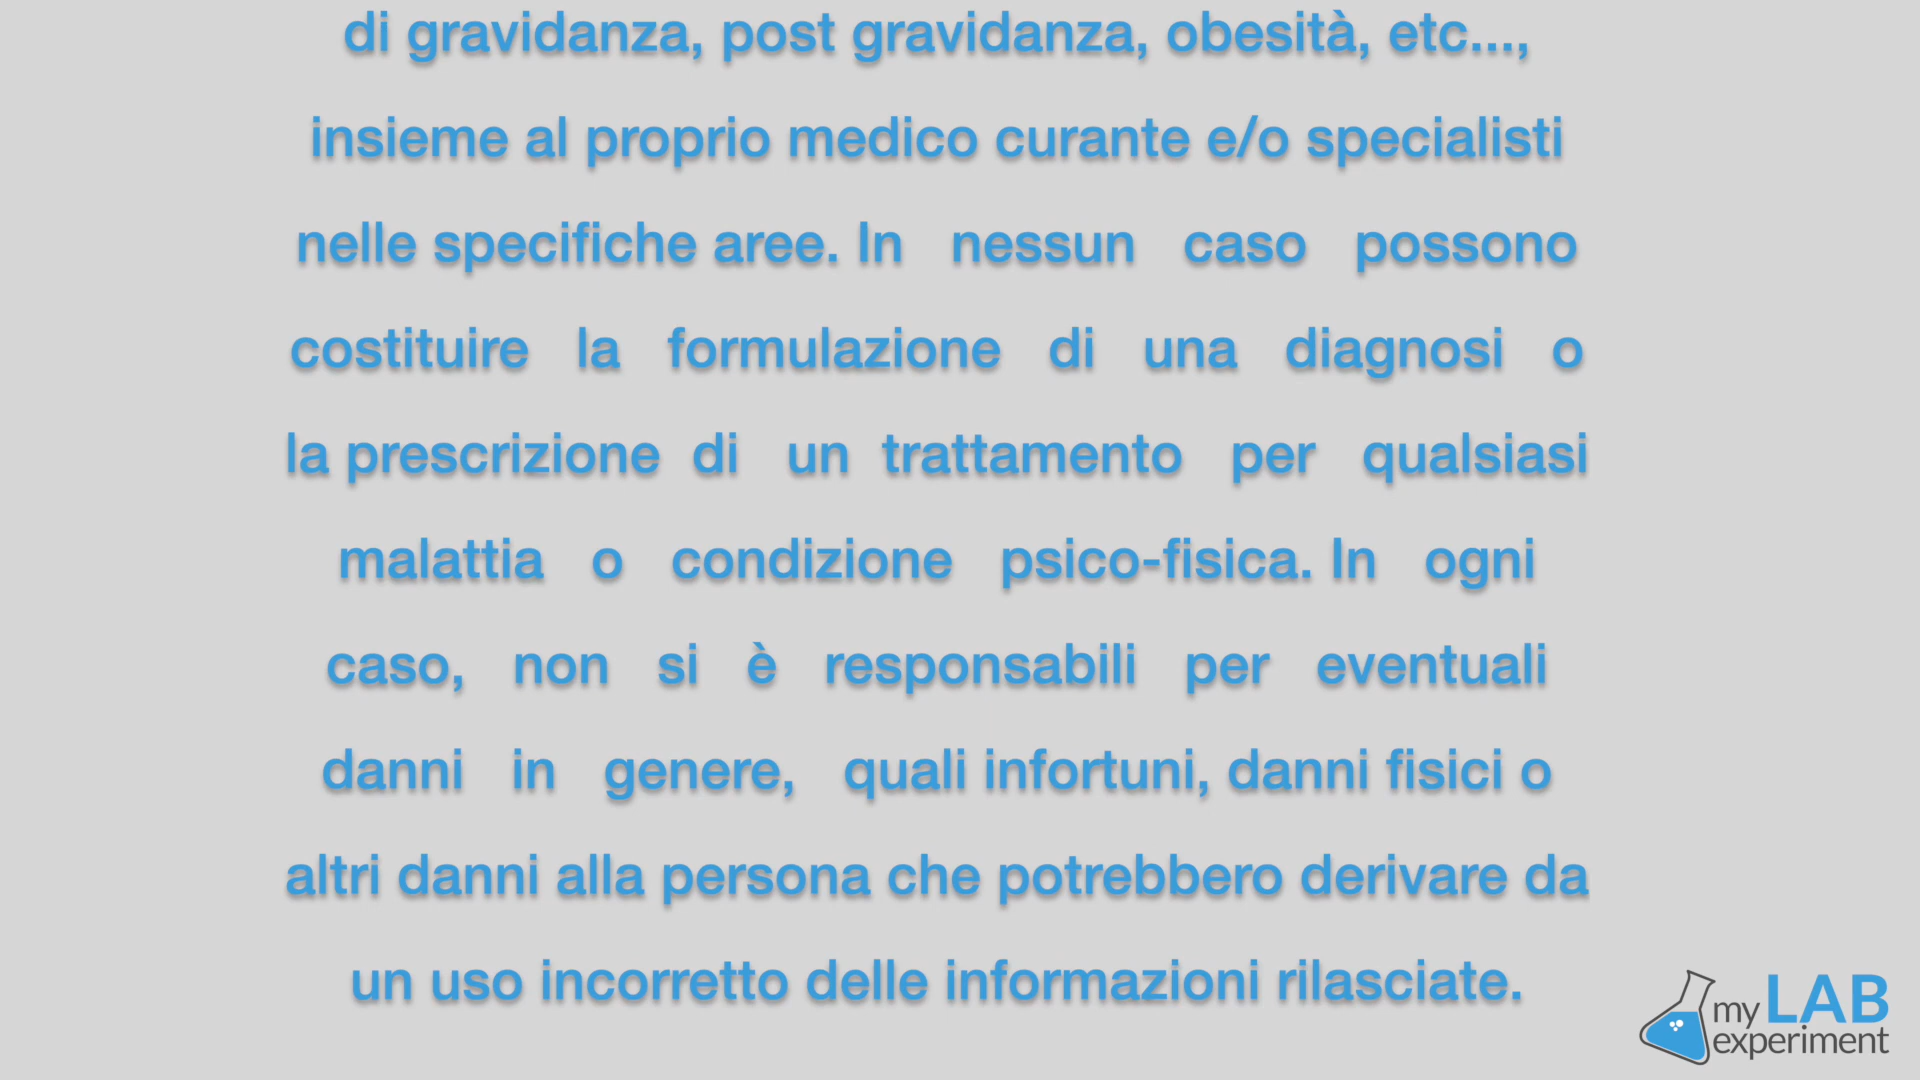 di gravidanza, post gravidanza, obesità, etc...,
insieme al proprio medico curante e/o specialisti
nelle specifiche aree. In nessun caso possono
costituire la formulazione di una diagnosi o
la prescrizione di un trattamento per qualsiasi
malattia o condizione psico-fisica. In ogni
caso, non si è responsabili per eventuali
danni in genere, quali infortuni, danni fisici o
altri danni alla persona che potrebbero derivare da
un uso incorretto delle informazioni rilasciate.
my LAB
experiment